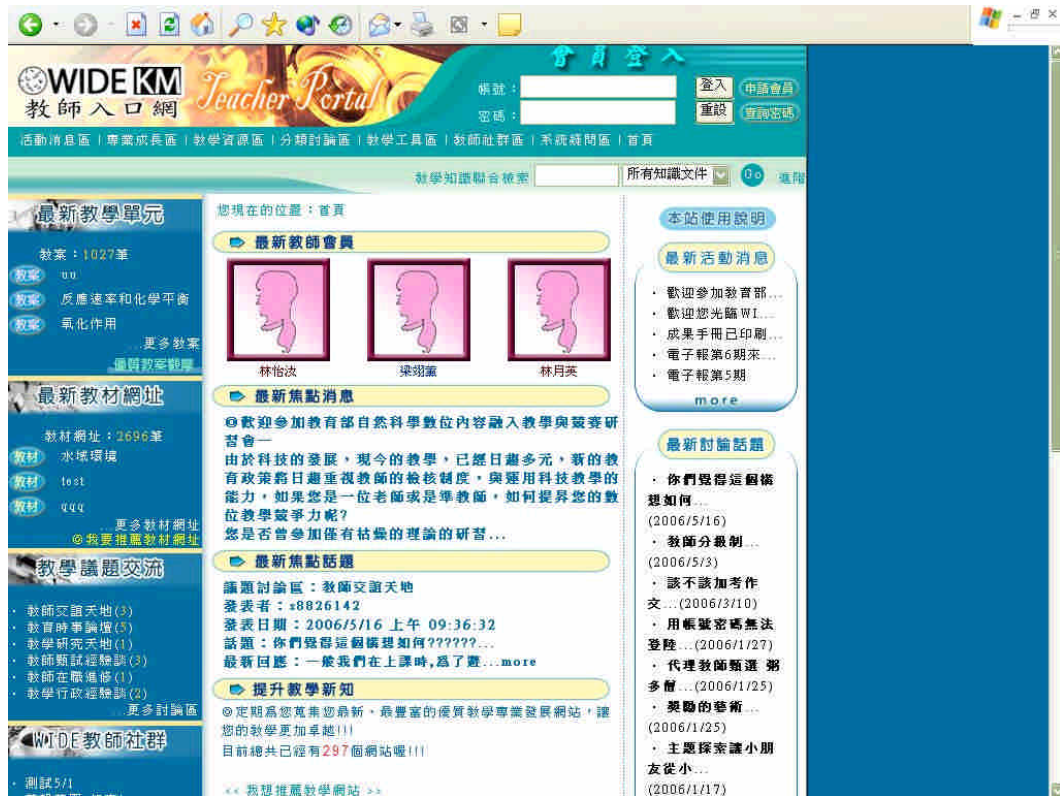 會員登入
WIDE KM
教師入口網
Teacher Portal
帳號：
登入
申請會員
密碼：
重設
查詢密碼
活動消息區 | 專業成長區 | 教學資源區 | 分類討論區 | 教學工具區 | 教師社群區 | 系統疑問區 | 首頁
教學知識聯合檢索
所有知識文件
Go
進階
最新教學單元
教案：1027筆
教案 uu
教案 反應速率和化學平衡
教案 氧化作用
...更多教案
優質教案觀摩
最新教材網址
教材網址：2696筆
教材 水域環境
教材 test
教材 qqq
...更多教材網址
◎我要推薦教材網址
教學議題交流
· 教師交誼天地(3)
· 教育時事論壇(5)
· 教學研究天地(1)
· 教師甄試經驗談(3)
· 教師在職進修(1)
· 教學行政經驗談(2)
...更多討論區
WIDE教師社群
· 測試5/1
您現在的位置：首頁
最新教師會員
林怡汝
梁翊薰
林月英
最新焦點消息
◎歡迎參加教育部自然科學數位內容融入教學與競賽研
習會—
由於科技的發展，現今的教學，已經日趨多元，新的教
育政策將日趨重視教師的檢核制度，與運用科技教學的
能力，如果您是一位老師或是準教師，如何提昇您的數
位教學競爭力呢?
您是否曾參加僅有枯燥的理論的研習...
最新焦點話題
議題討論區：教師交誼天地
發表者：s8826142
發表日期：2006/5/16 上午 09:36:32
話題：你們覺得這個構想如何??????...
最新回應：一般我們在上課時,為了避...more
提升教學新知
◎定期為您蒐集您最新、最豐富的優質教學專業發展網站，讓
您的教學更加卓越!!!
目前總共已經有297個網站喔!!!
<< 我想推薦教學網站 >>
本站使用說明
最新活動消息
· 歡迎參加教育部...
· 歡迎您光臨WI...
· 成果手冊已印刷...
· 電子報第6期來...
· 電子報第5期
more
最新討論話題
· 你們覺得這個構
想如何...
(2006/5/16)
· 教師分級制...
(2006/5/3)
· 該不該加考作
文...(2006/3/10)
· 用帳號密碼無法
登陸...(2006/1/27)
· 代理教師甄選 粥
多僧...(2006/1/25)
· 獎勵的藝術...
(2006/1/25)
· 主題探索讓小朋
友從小...
(2006/1/17)